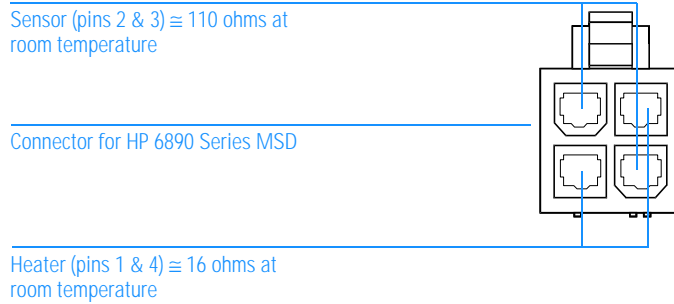 Sensor (pins 2 & 3) ≅ 110 ohms at
room temperature
Connector for HP 6890 Series MSD
Heater (pins 1 & 4) ≅ 16 ohms at
room temperature